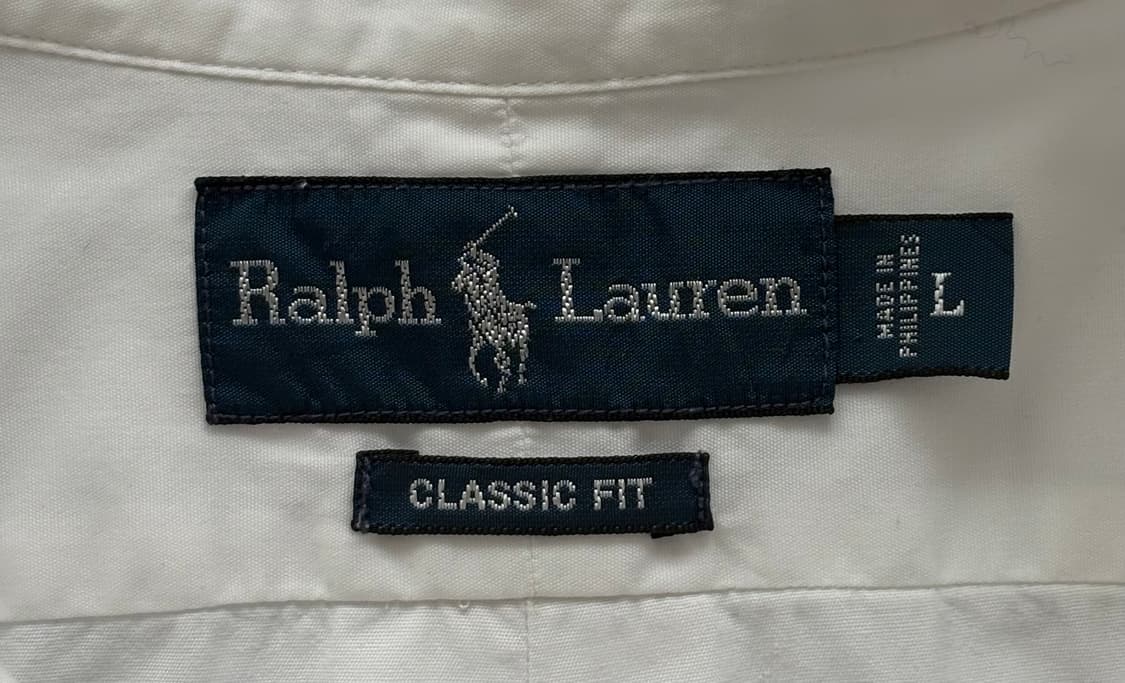 Ralph Lauren
MADE IN
PHILIPPINES
L
CLASSIC FIT